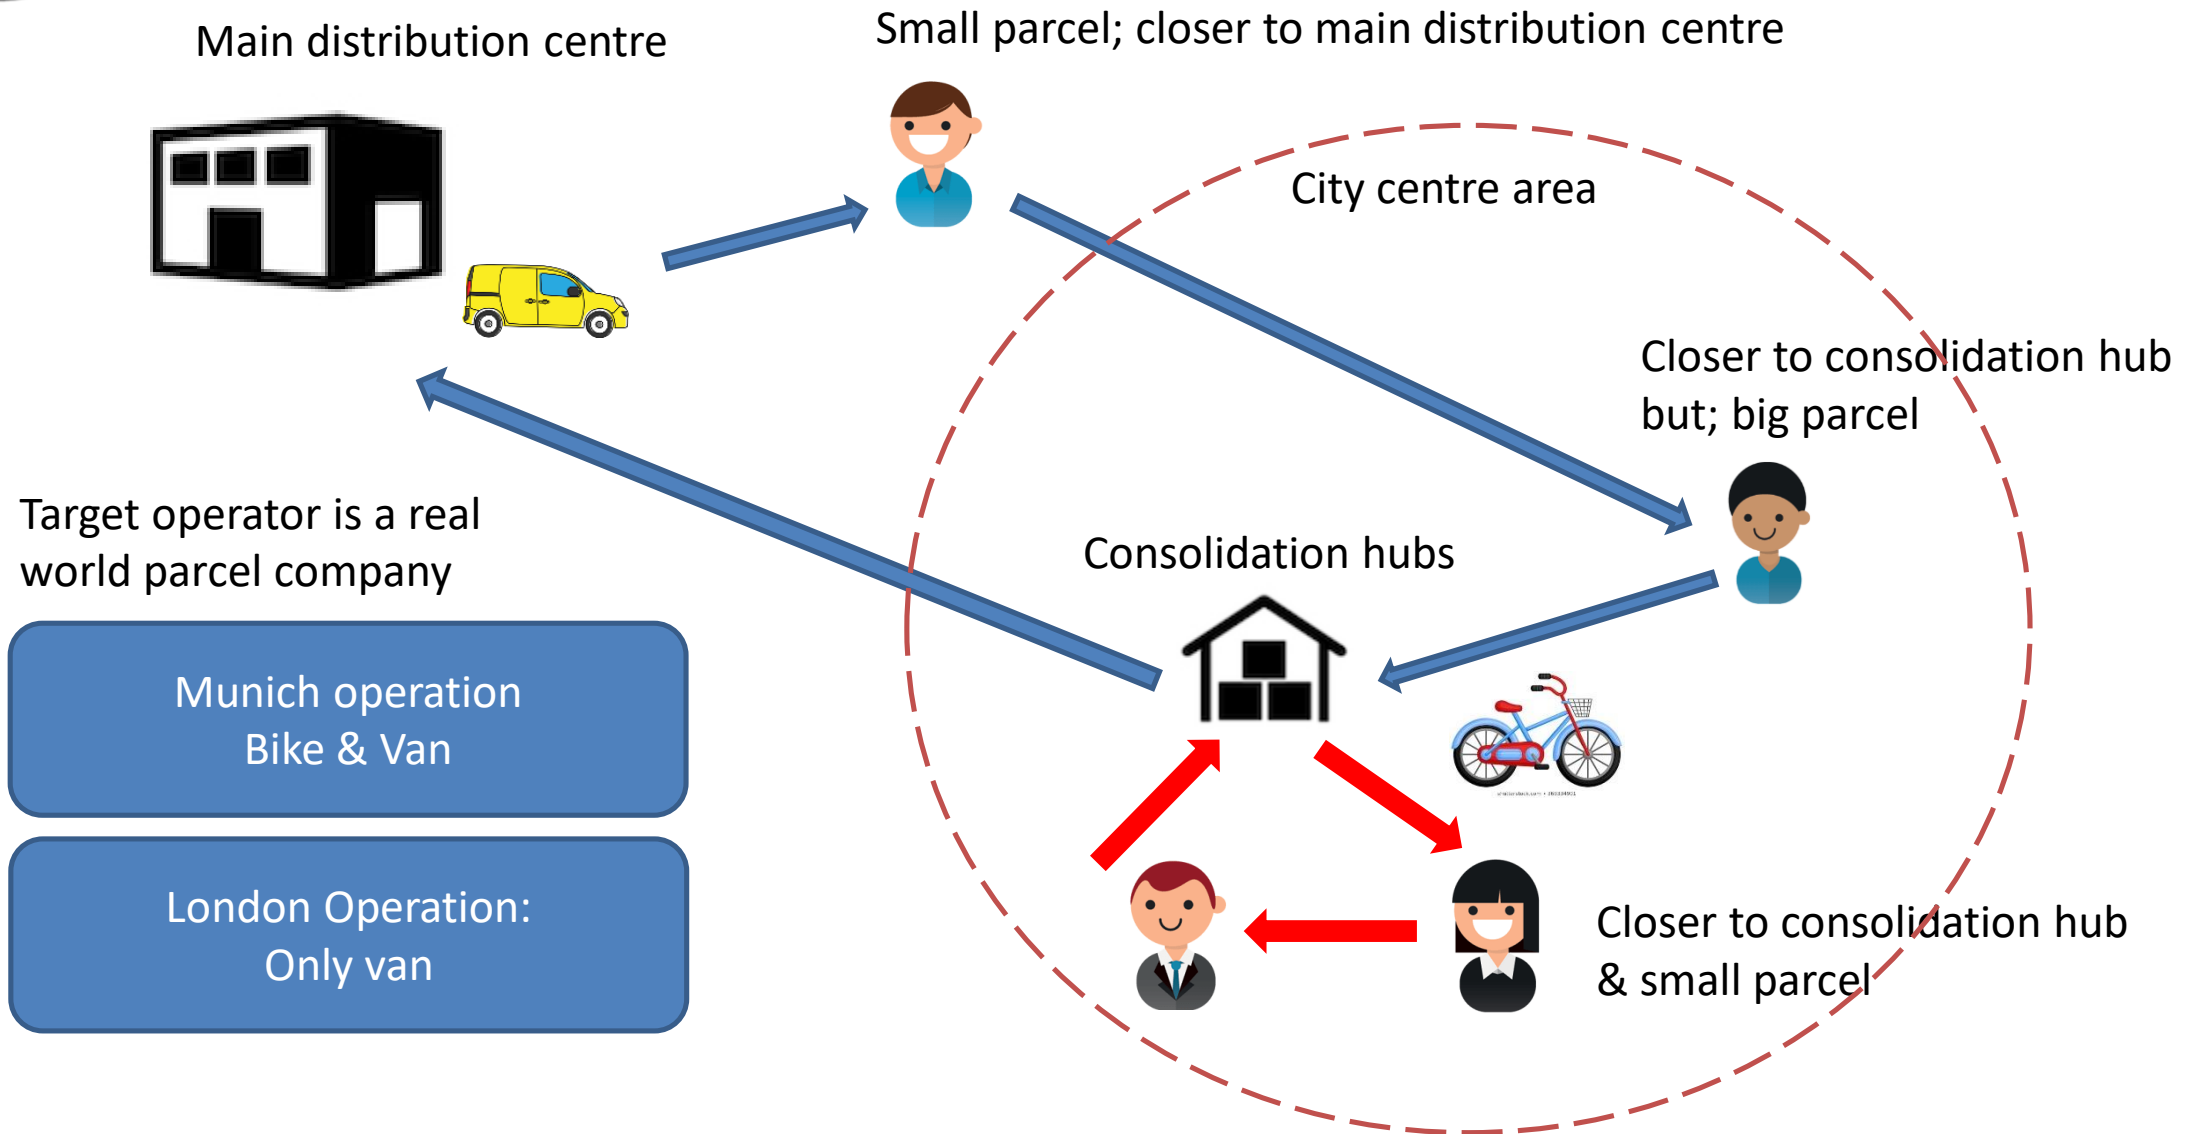 Main distribution centre
Small parcel; closer to main distribution centre
City centre area
Closer to consolidation hub
but; big parcel
Target operator is a real
world parcel company
Consolidation hubs
Munich operation
Bike & Van
London Operation:
Only van
Closer to consolidation hub
& small parcel